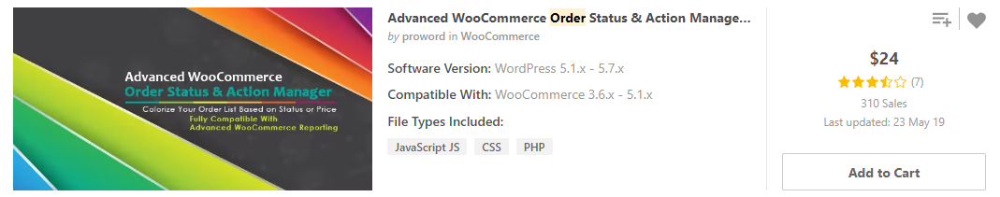 Advanced WooCommerce
Order Status & Action Manager
Colorize Your Order List Based on Status or Price
Fully Compatible With
Advanced WooCommerce Reporting
Advanced WooCommerce Order Status & Action Manage...
by proword in WooCommerce
Software Version: WordPress 5.1.x - 5.7.x
Compatible With: WooCommerce 3.6.x - 5.1.x
File Types Included:
JavaScript JS CSS PHP
$24
(7)
310 Sales
Last updated: 23 May 19
Add to Cart